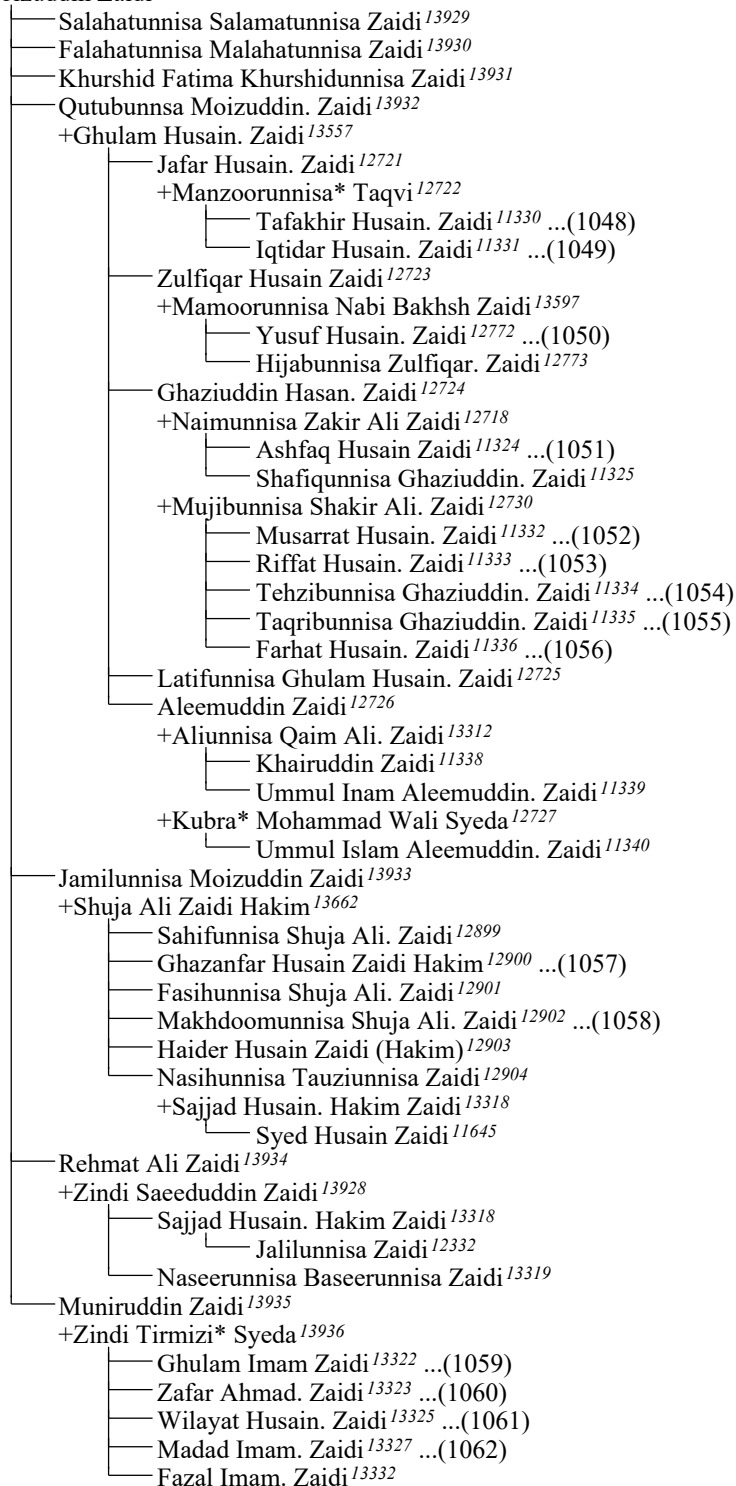 Salahatunnisa Salamatunnisa Zaidi 13929
Falahatunnisa Malahatunnisa Zaidi 13930
Khurshid Fatima Khurshidunnisa Zaidi 13931
Qutubunnsa Moizuddin. Zaidi 13932
+Ghulam Husain. Zaidi 13557
Jafar Husain. Zaidi 12721
+Manzoorunnisa* Taqvi 12722
Tafakhir Husain. Zaidi 11330 ...(1048)
Iqtidar Husain. Zaidi 11331 ...(1049)
Zulfiqar Husain Zaidi 12723
+Mamoorunnisa Nabi Bakhsh Zaidi 13597
Yusuf Husain. Zaidi 12772 ...(1050)
Hijabunnisa Zulfiqar. Zaidi 12773
Ghaziuddin Hasan. Zaidi 12724
+Naimunnisa Zakir Ali Zaidi 12718
Ashfaq Husain Zaidi 11324 ...(1051)
Shafiqunnisa Ghaziuddin. Zaidi 11325
+Mujibunnisa Shakir Ali. Zaidi 12730
Musarrat Husain. Zaidi 11332 ...(1052)
Riffat Husain. Zaidi 11333 ...(1053)
Tehzibunnisa Ghaziuddin. Zaidi 11334 ...(1054)
Taqribunnisa Ghaziuddin. Zaidi 11335 ...(1055)
Farhat Husain. Zaidi 11336 ...(1056)
Latifunnisa Ghulam Husain. Zaidi 12725
Aleemuddin Zaidi 12726
+Aliunnisa Qaim Ali. Zaidi 13312
Khairuddin Zaidi 11338
Ummul Inam Aleemuddin. Zaidi 11339
+Kubra* Mohammad Wali Syeda 12727
Ummul Islam Aleemuddin. Zaidi 11340
Jamilunnisa Moizuddin Zaidi 13933
+Shuja Ali Zaidi Hakim 13662
Sahifunnisa Shuja Ali. Zaidi 12899
Ghazanfar Husain Zaidi Hakim 12900 ...(1057)
Fasihunnisa Shuja Ali. Zaidi 12901
Makhdoomunnisa Shuja Ali. Zaidi 12902 ...(1058)
Haider Husain Zaidi (Hakim) 12903
Nasihunnisa Tauziunnisa Zaidi 12904
+Sajjad Husain. Hakim Zaidi 13318
Syed Husain Zaidi 11645
Rehmat Ali Zaidi 13934
+Zindi Saeeduddin Zaidi 13928
Sajjad Husain. Hakim Zaidi 13318
Jalilunnisa Zaidi 12332
Naseerunnisa Baseerunnisa Zaidi 13319
Muniruddin Zaidi 13935
+Zindi Tirmizi* Syeda 13936
Ghulam Imam Zaidi 13322 ...(1059)
Zafar Ahmad. Zaidi 13323 ...(1060)
Wilayat Husain. Zaidi 13325 ...(1061)
Madad Imam. Zaidi 13327 ...(1062)
Fazal Imam. Zaidi 13332